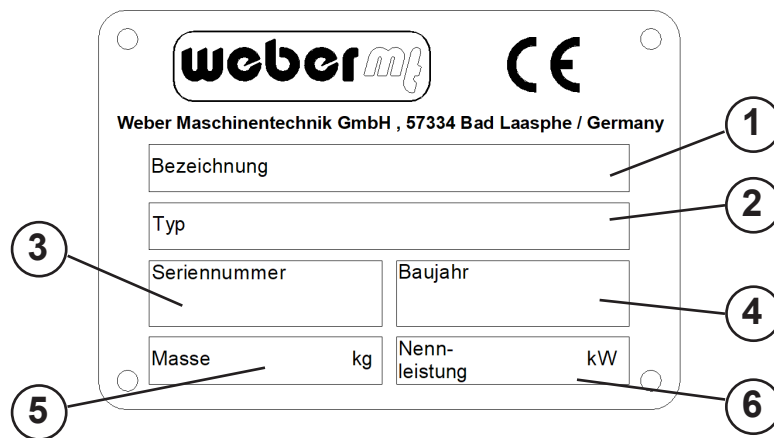 weber mt CE
Weber Maschinentechnik GmbH , 57334 Bad Laasphe / Germany
1
Bezeichnung
2
Typ
3
Seriennummer Baujahr
4
Masse kg Nenn-
leistung kW
5
6